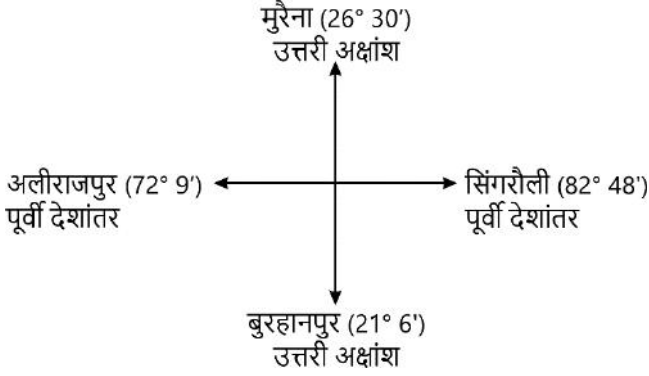 मुरैना (26° 30′)
उत्तरी अक्षांश
अलीराजपुर (72° 9′)
पूर्वी देशांतर
सिंगरौली (82° 48')
पूर्वी देशांतर
बुरहानपुर (21° 6')
उत्तरी अक्षांश